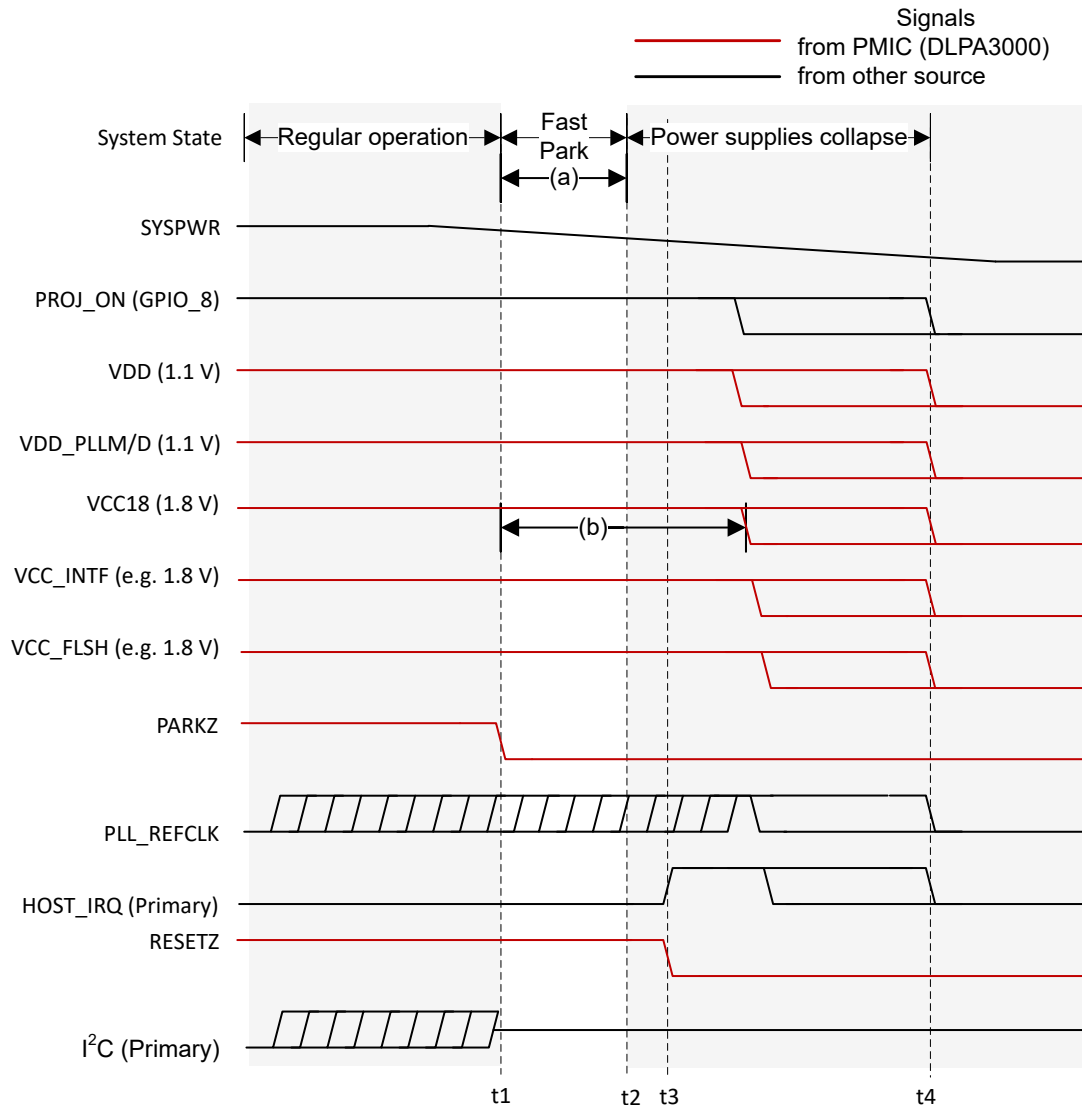 Signals
from PMIC (DLPA3000)
from other source
System State
Regular operation
Fast
Park
(a)
Power supplies collapse
SYSPWR
PROJ_ON (GPIO_8)
VDD (1.1 V)
VDD_PLLM/D (1.1 V)
VCC18 (1.8 V)
(b)
VCC_INTF (e.g. 1.8 V)
VCC_FLSH (e.g. 1.8 V)
PARKZ
PLL_REFCLK
HOST_IRQ (Primary)
RESETZ
I²C (Primary)
t1 t2 t3 t4